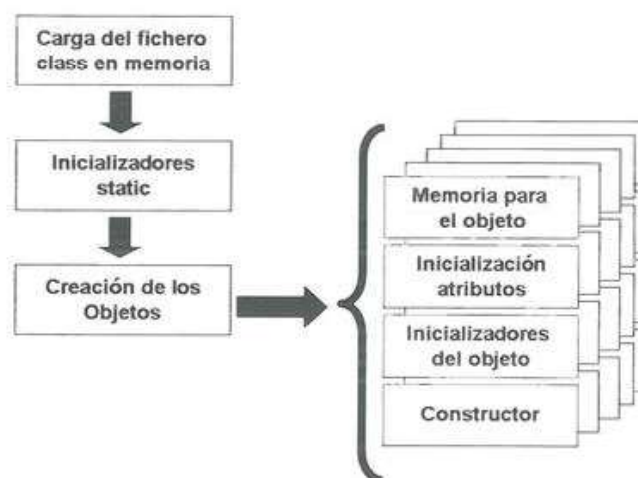 Carga del fichero
class en memoria
Inicializadores
static
Creación de los
Objetos
Memoria para
el objeto
Inicialización
atributos
Inicializadores
del objeto
Constructor